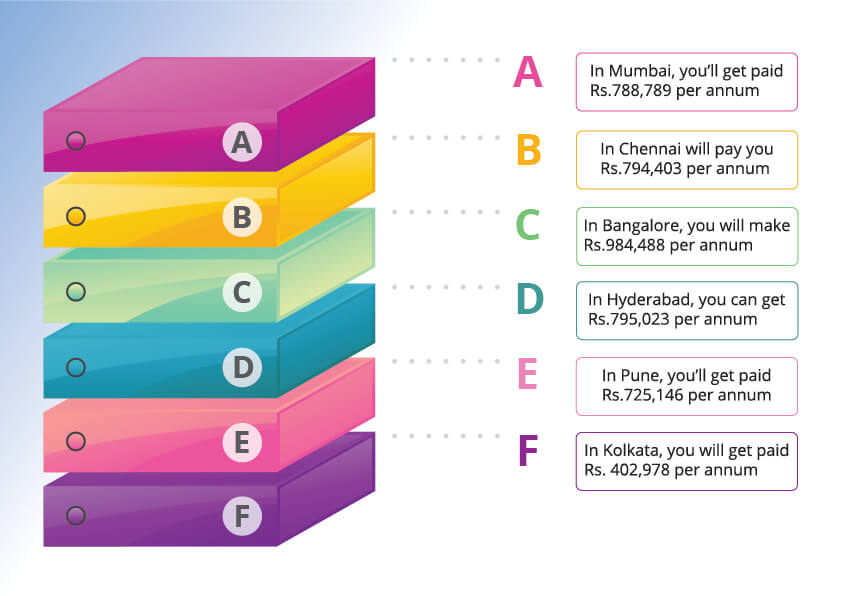 A
In Mumbai, you'll get paid
Rs.788,789 per annum
A
B
In Chennai will pay you
Rs.794,403 per annum
B
C
In Bangalore, you will make
Rs.984,488 per annum
C
D
In Hyderabad, you can get
Rs.795,023 per annum
D
E
In Pune, you'll get paid
Rs.725,146 per annum
E
F
In Kolkata, you will get paid
Rs. 402,978 per annum
F